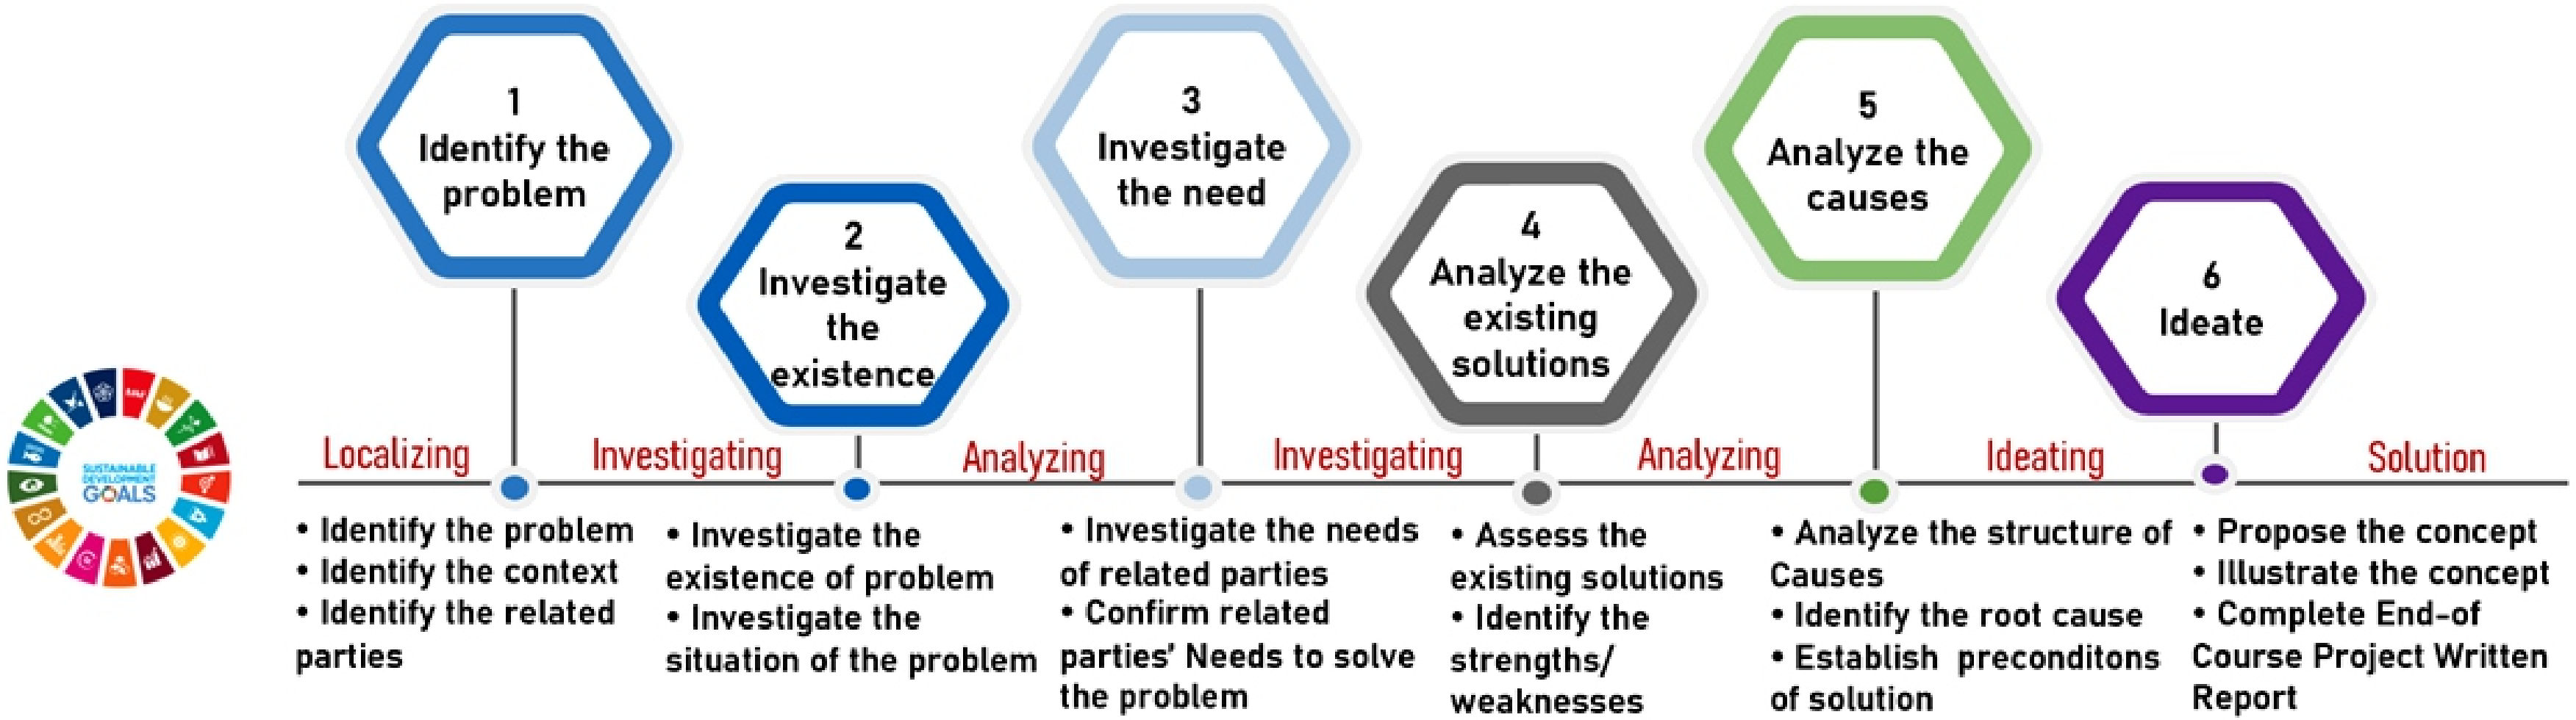 1
Identify the
problem
2
Investigate
the
existence
3
Investigate
the need
4
Analyze the
existing
solutions
5
Analyze the
causes
6
Ideate
SUSTAINABLE
DEVELOPMENT
GOALS
Localizing
Investigating
Analyzing
Investigating
Analyzing
Ideating
Solution
• Identify the problem
• Identify the context
• Identify the related
parties
• Investigate the
existence of problem
• Investigate the
situation of the problem
• Investigate the needs
of related parties
• Confirm related
parties' Needs to solve
the problem
• Assess the
existing solutions
• Identify the
strengths/
weaknesses
• Analyze the structure of
Causes
• Identify the root cause
• Establish preconditons
of solution
• Propose the concept
• Illustrate the concept
• Complete End-of
Course Project Written
Report